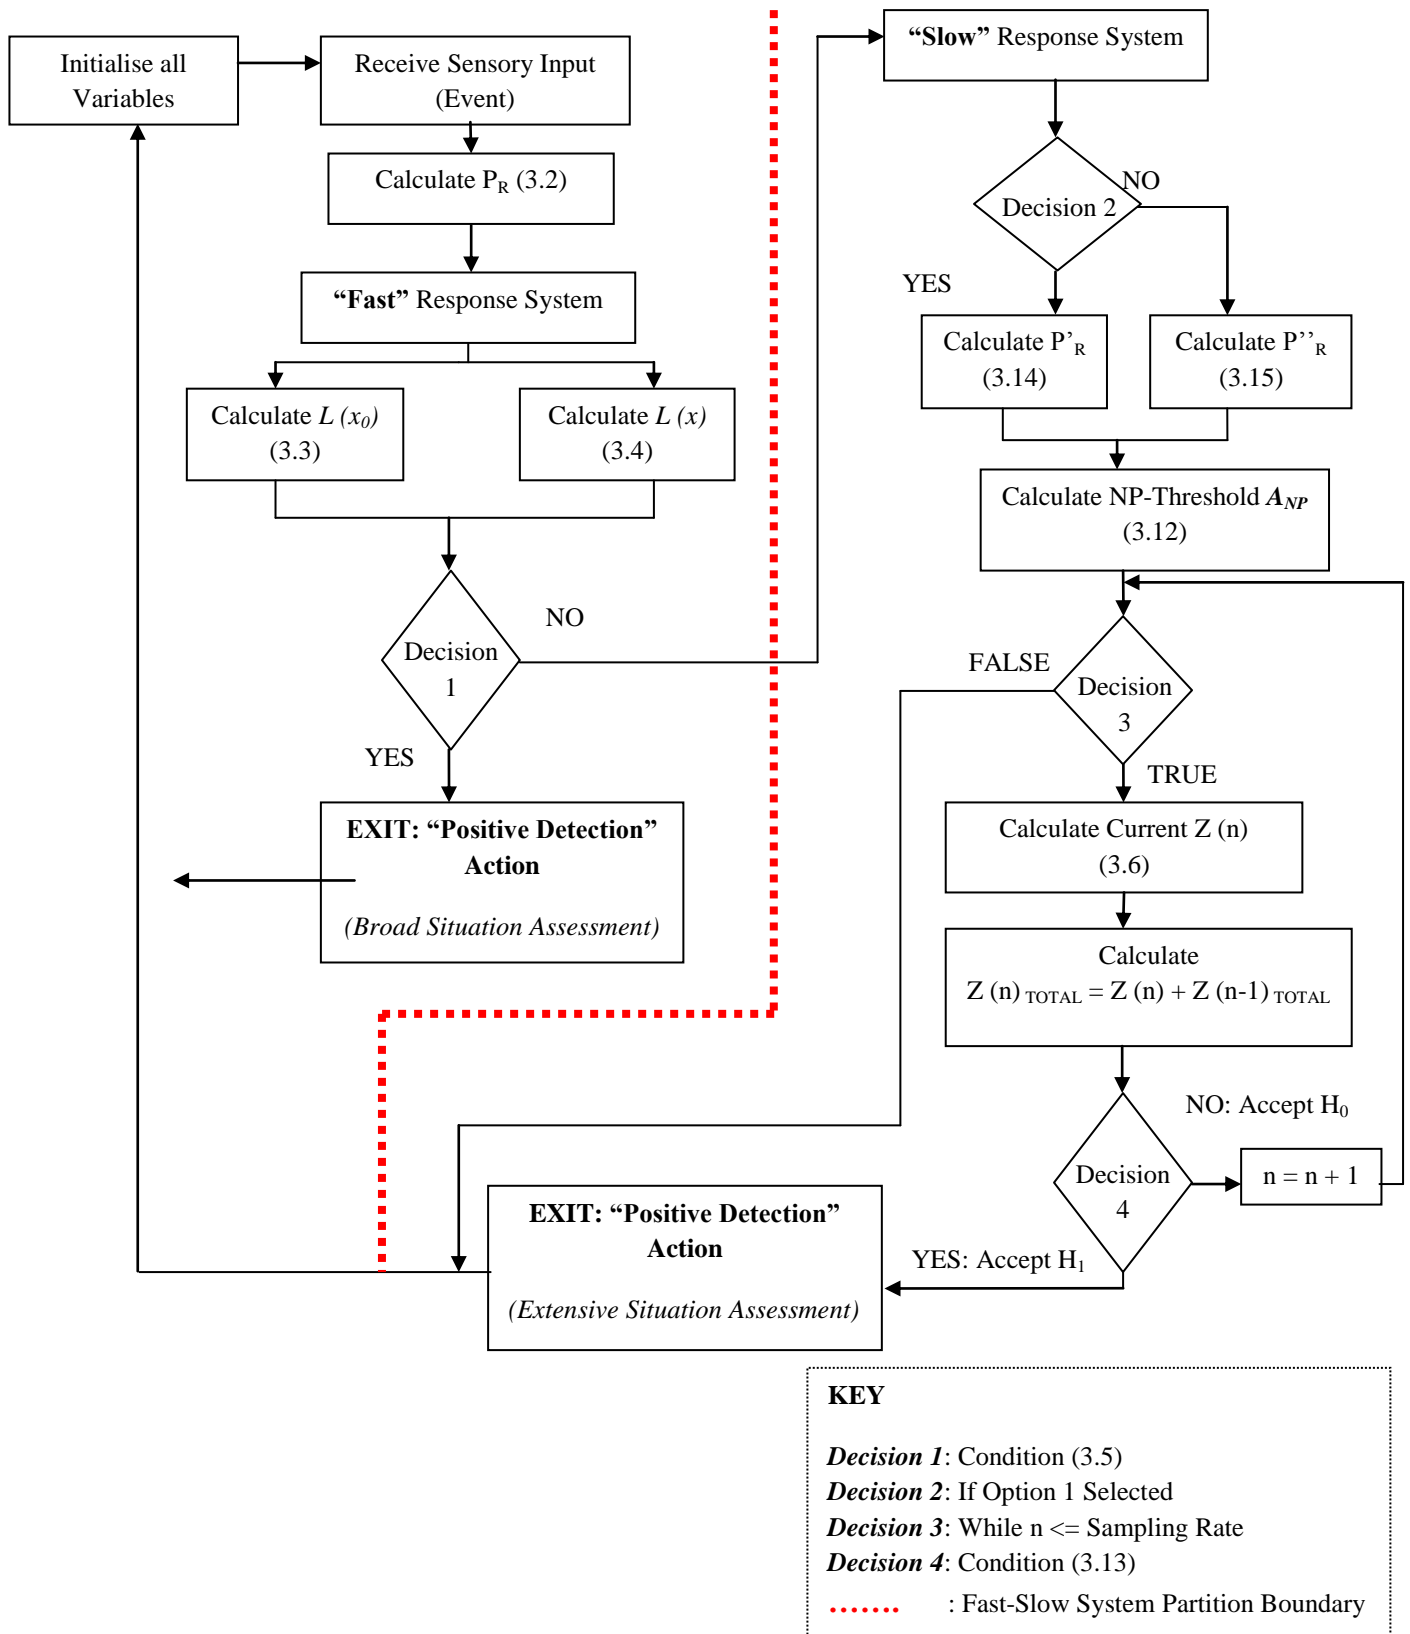 Initialise all
Variables
Receive Sensory Input
(Event)
Calculate P_R (3.2)
“Fast” Response System
Calculate L (x_0)
(3.3)
Calculate L (x)
(3.4)
Decision
1
NO
YES
EXIT: “Positive Detection”
Action
(Broad Situation Assessment)
“Slow” Response System
Decision 2
NO
YES
Calculate P’_R
(3.14)
Calculate P’’_R
(3.15)
Calculate NP-Threshold A_NP
(3.12)
FALSE
Decision
3
TRUE
Calculate Current Z (n)
(3.6)
Calculate
Z (n)_TOTAL = Z (n) + Z (n-1)_TOTAL
NO: Accept H_0
Decision
4
n = n + 1
YES: Accept H_1
EXIT: “Positive Detection”
Action
(Extensive Situation Assessment)
KEY
Decision 1: Condition (3.5)
Decision 2: If Option 1 Selected
Decision 3: While n <= Sampling Rate
Decision 4: Condition (3.13)
....... : Fast-Slow System Partition Boundary